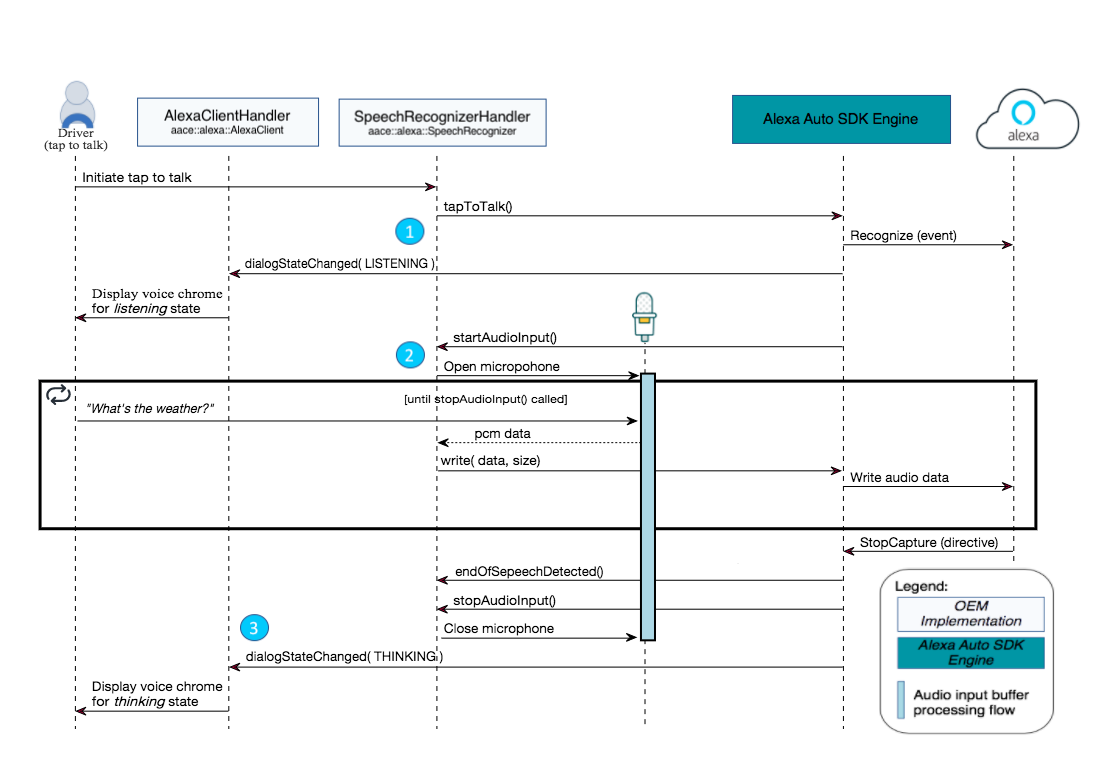 Driver
(tap to talk)
AlexaClientHandler
aace::alexa::AlexaClient
SpeechRecognizerHandler
aace::alexa::SpeechRecognizer
Alexa Auto SDK Engine
alexa
Initiate tap to talk
tapToTalk()
1
Recognize (event)
dialogStateChanged( LISTENING )
Display voice chrome
for listening state
startAudioInput()
2
Open micropohone
[until stopAudioInput() called]
"What's the weather?"
pcm data
write( data, size)
Write audio data
StopCapture (directive)
endOfSepeechDetected()
stopAudioInput()
3
Close microphone
dialogStateChanged( THINKING )
Display voice chrome
for thinking state
Legend:
OEM
Implementation
Alexa Auto SDK
Engine
Audio input buffer
processing flow